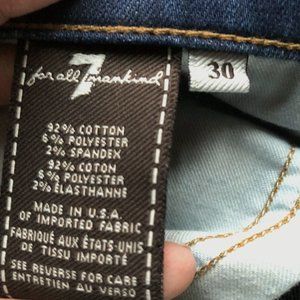 7
for all mankind
30
92% COTTON
6% POLYESTER
2% SPANDEX
92% COTON
6% POLYESTER
2% ÉLASTHANNE
MADE IN U.S.A.
OF IMPORTED FABRIC
FABRIQUÉ AUX ÉTATS-UNIS
DE TISSU IMPORTÉ
SEE REVERSE FOR CARE
ENTRETIEN AU VERSO